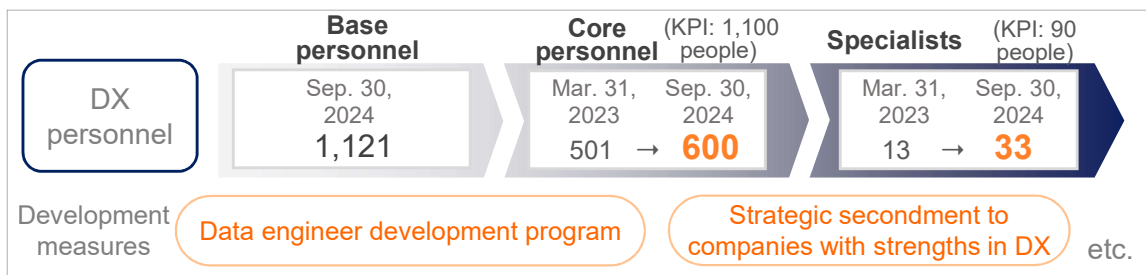 Base
personnel
Core
personnel
(KPI: 1,100
people)
Specialists
(KPI: 90
people)
DX
personnel
Sep. 30,
2024
1,121
Mar. 31,
2023
501 →
Sep. 30,
2024
600
Mar. 31,
2023
13 →
Sep. 30,
2024
33
Development
measures
Data engineer development program
Strategic secondment to
companies with strengths in DX
etc.